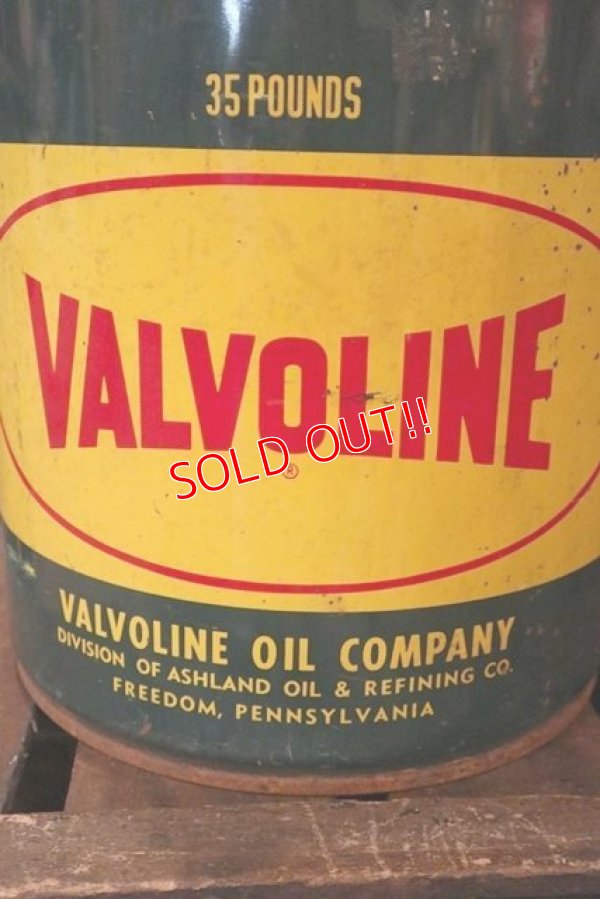 35 POUNDS
VALVOLINE
®
SOLD OUT!!
VALVOLINE OIL COMPANY
DIVISION OF ASHLAND OIL & REFINING CO.
FREEDOM, PENNSYLVANIA